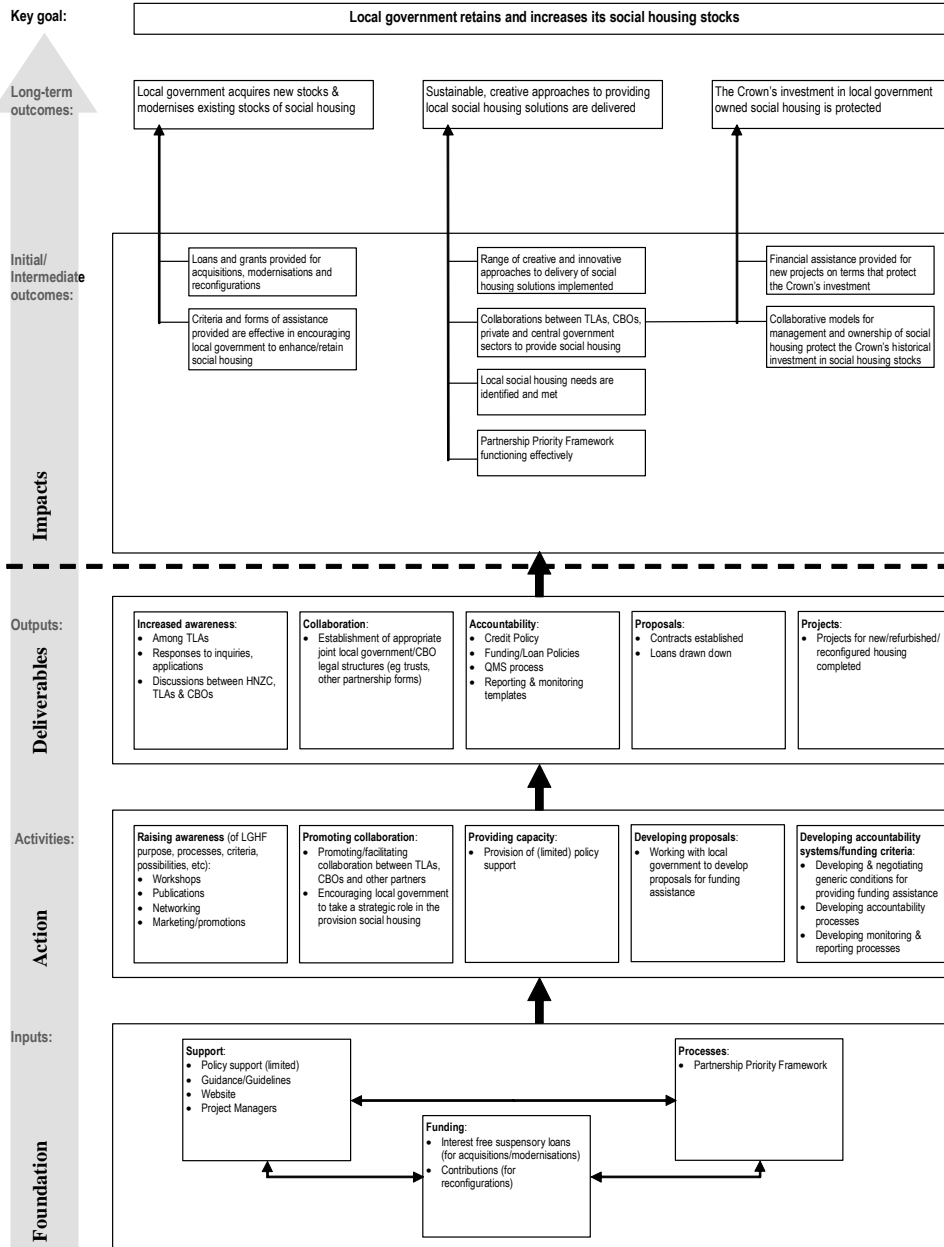 Key goal:
Local government retains and increases its social housing stocks
Long-term
outcomes:
Local government acquires new stocks &
modernises existing stocks of social housing
Sustainable, creative approaches to providing
local social housing solutions are delivered
The Crown's investment in local government
owned social housing is protected
Initial/
Intermediate
outcomes:
Loans and grants provided for
acquisitions, modernisations and
reconfigurations
Criteria and forms of assistance
provided are effective in encouraging
local government to enhance/retain
social housing
Range of creative and innovative
approaches to delivery of social
housing solutions implemented
Collaborations between TLAs, CBOs,
private and central government
sectors to provide social housing
Local social housing needs are
identified and met
Partnership Priority Framework
functioning effectively
Financial assistance provided for
new projects on terms that protect
the Crown's investment
Collaborative models for
management and ownership of social
housing protect the Crown's historical
investment in social housing stocks
Impacts
Outputs:
Deliverables
Increased awareness:
• Among TLAs
• Responses to inquiries,
applications
• Discussions between HNZC,
TLAs & CBOs
Collaboration:
• Establishment of appropriate
joint local government/CBO
legal structures (eg trusts,
other partnership forms)
Accountability:
• Credit Policy
• Funding/Loan Policies
• QMS process
• Reporting & monitoring
templates
Proposals:
• Contracts established
• Loans drawn down
Projects:
• Projects for new/refurbished/
reconfigured housing
completed
Activities:
Action
Raising awareness (of LGHF
purpose, processes, criteria,
possibilities, etc):
• Workshops
• Publications
• Networking
• Marketing/promotions
Promoting collaboration:
• Promoting/facilitating
collaboration between TLAs,
CBOs and other partners
• Encouraging local government
to take a strategic role in the
provision social housing
Providing capacity:
• Provision of (limited) policy
support
Developing proposals:
• Working with local
government to develop
proposals for funding
assistance
Developing accountability
systems/funding criteria:
• Developing & negotiating
generic conditions for
providing funding assistance
• Developing accountability
processes
• Developing monitoring &
reporting processes
Inputs:
Foundation
Support:
• Policy support (limited)
• Guidance/Guidelines
• Website
• Project Managers
Processes:
• Partnership Priority Framework
Funding:
• Interest free suspensory loans
(for acquisitions/modernisations)
• Contributions (for
reconfigurations)